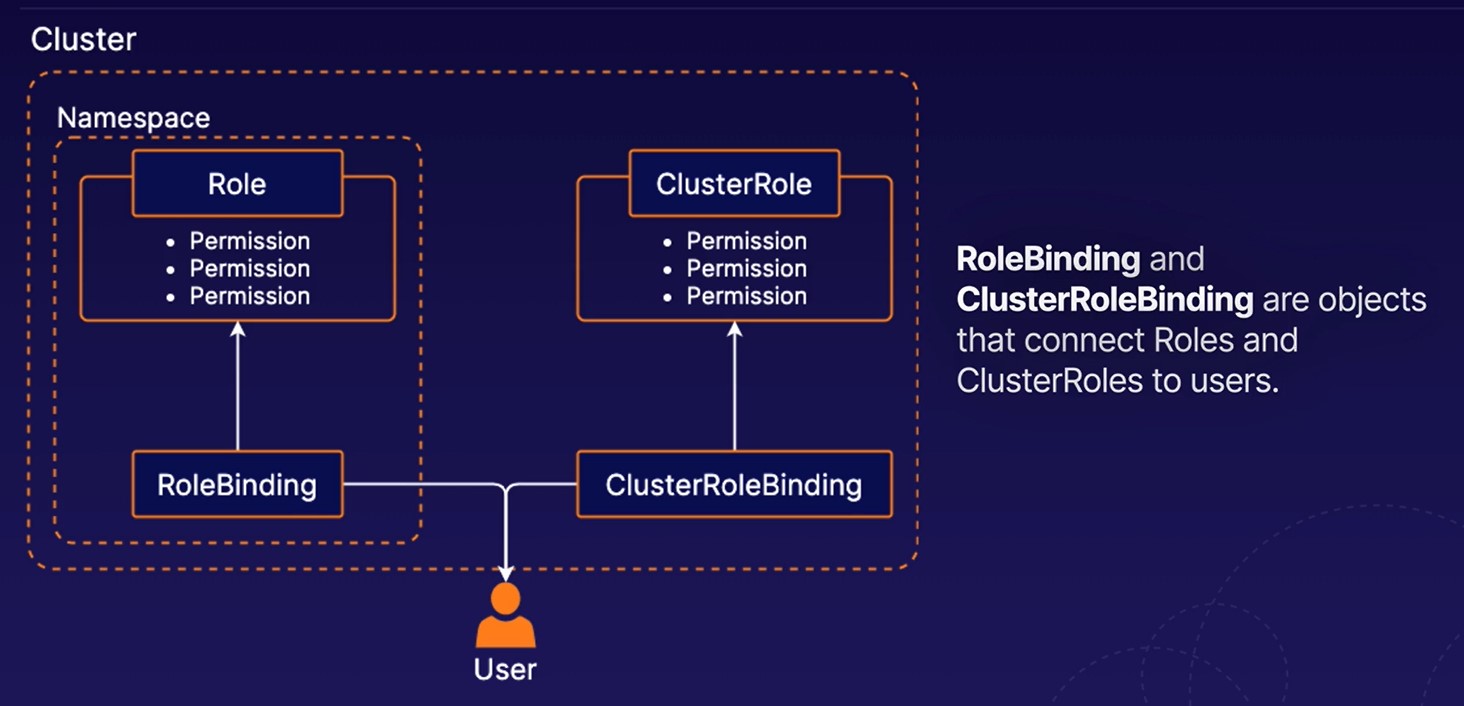 Cluster
Namespace
Role
• Permission
• Permission
• Permission
ClusterRole
• Permission
• Permission
• Permission
RoleBinding
ClusterRoleBinding
User
RoleBinding and
ClusterRoleBinding are objects
that connect Roles and
ClusterRoles to users.